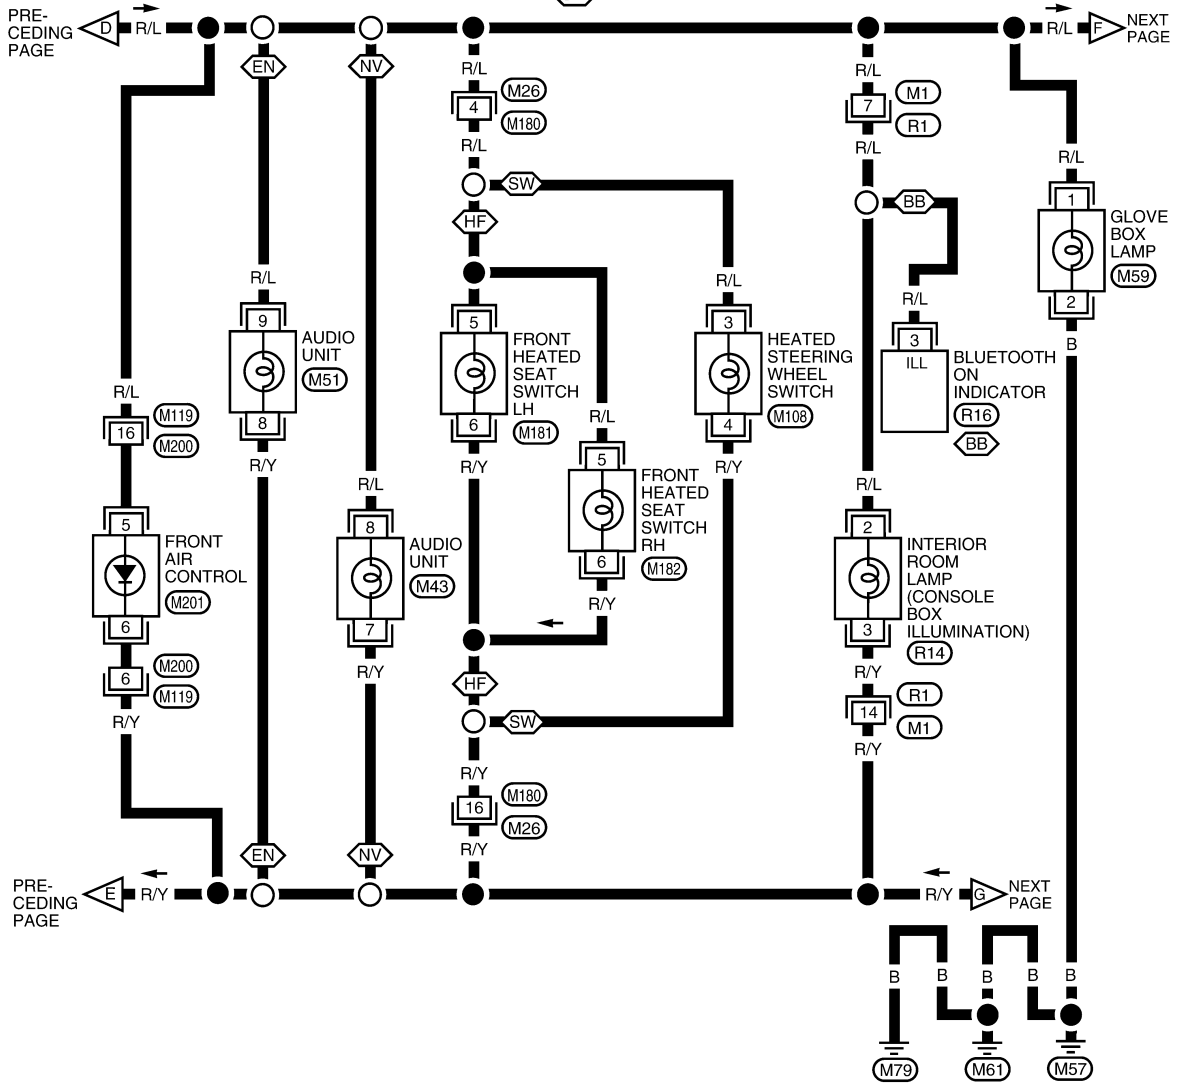 PRE-
CEDING
PAGE
D
R/L
R/L
F
NEXT
PAGE
EN
NV
R/L
4
M26
M180
R/L
R/L
7
M1
R1
R/L
SW
HF
BB
R/L
1
GLOVE
BOX
LAMP
M59
2
B
R/L
9
AUDIO
UNIT
M51
8
R/Y
5
FRONT
HEATED
SEAT
SWITCH
LH
M181
6
R/Y
R/L
3
HEATED
STEERING
WHEEL
SWITCH
M108
4
R/Y
R/L
3
ILL
BLUETOOTH
ON
INDICATOR
R16
BB
R/L
16
M119
M200
R/L
5
FRONT
HEATED
SEAT
SWITCH
RH
M182
6
R/Y
5
FRONT
AIR
CONTROL
M201
6
6
M200
M119
R/Y
R/L
8
AUDIO
UNIT
M43
7
R/Y
R/L
2
INTERIOR
ROOM
LAMP
(CONSOLE
BOX
ILLUMINATION)
R14
3
R/Y
14
R1
M1
R/Y
HF
SW
R/Y
16
M180
M26
R/Y
EN
NV
PRE-
CEDING
PAGE
E
R/Y
R/Y
G
NEXT
PAGE
B
B
B
B
B
M79
M61
M57